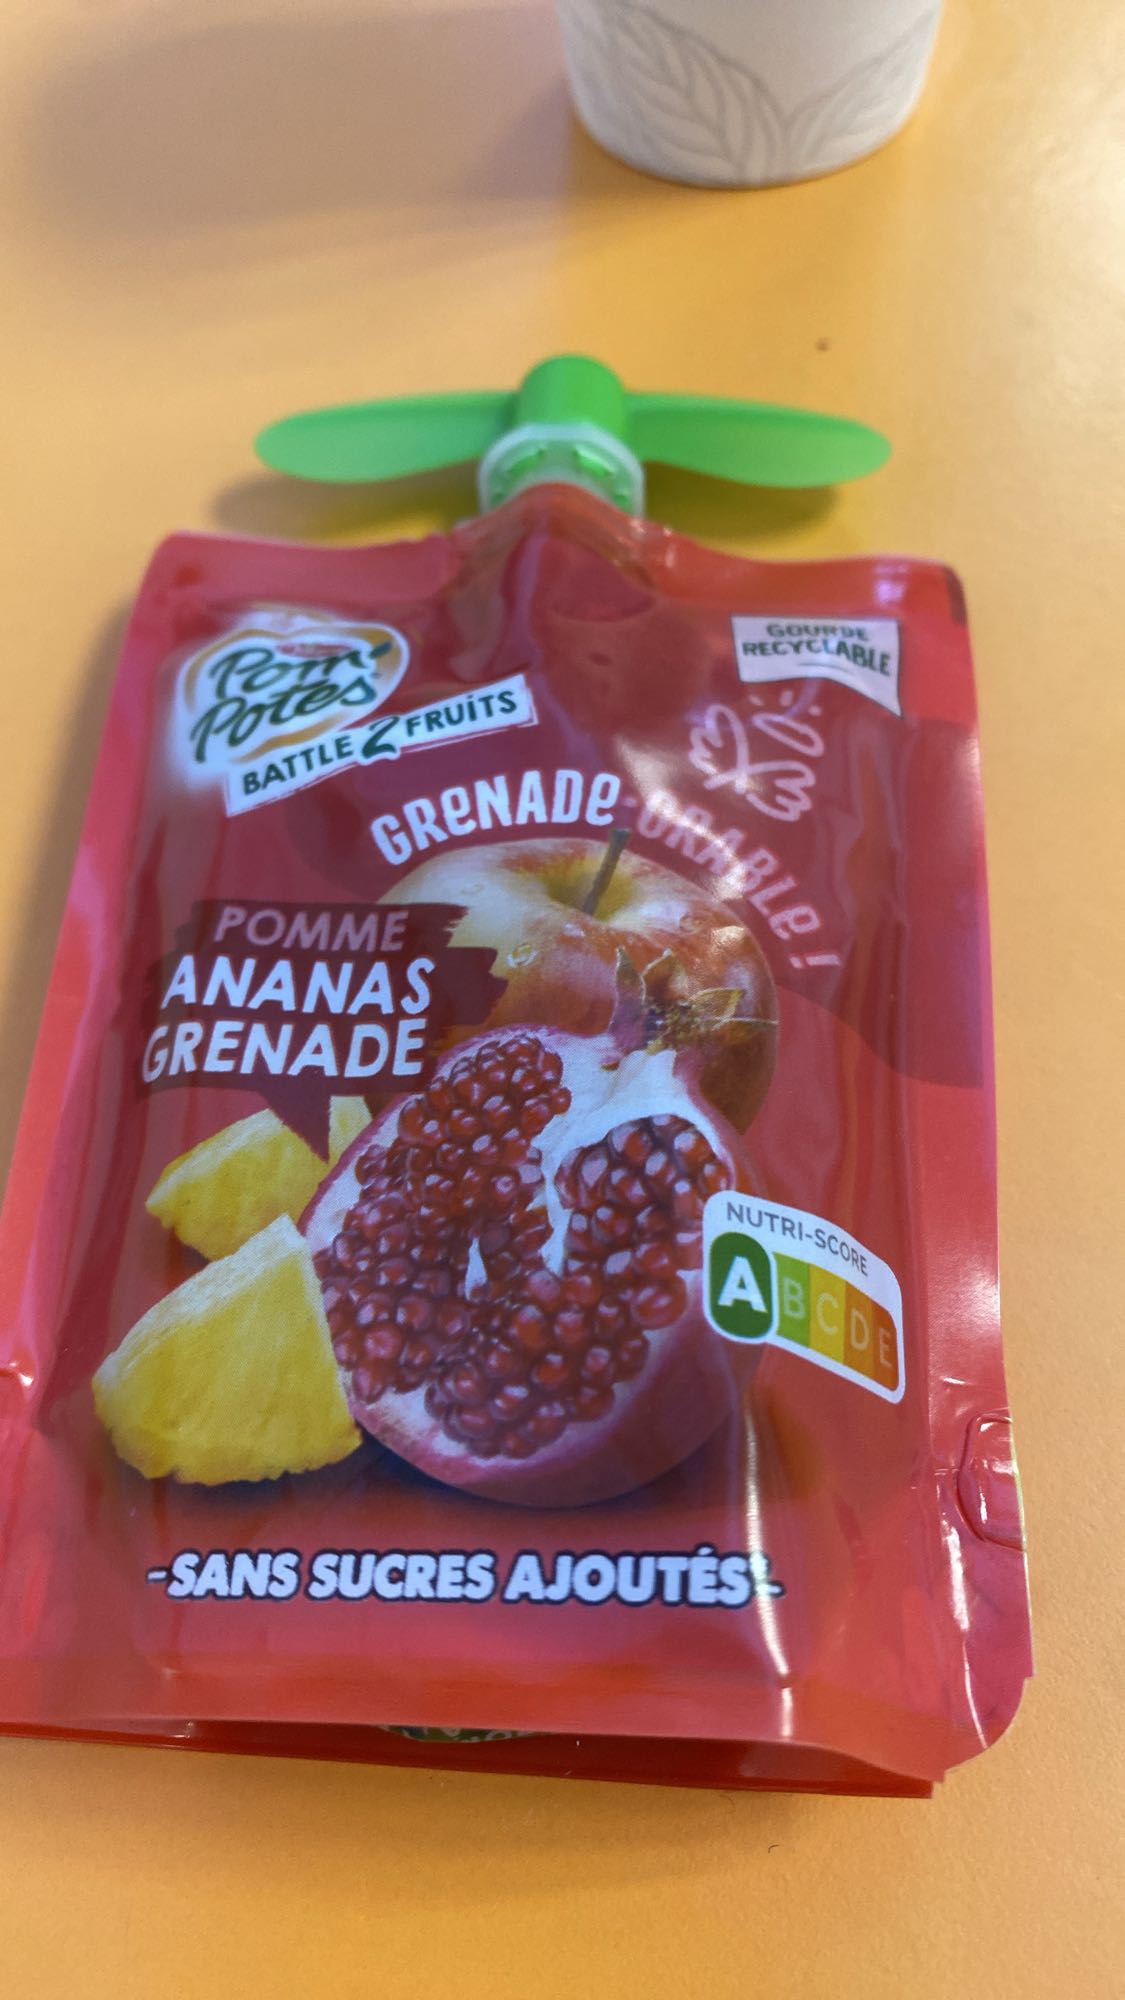 Pom'
Potes
BATTLE 2 FRUITS
GOURDE
RECYCLABLE
GRENADE-ORABLE !
POMME
ANANAS
GRENADE
NUTRI-SCORE
A B C D E
-SANS SUCRES AJOUTÉS